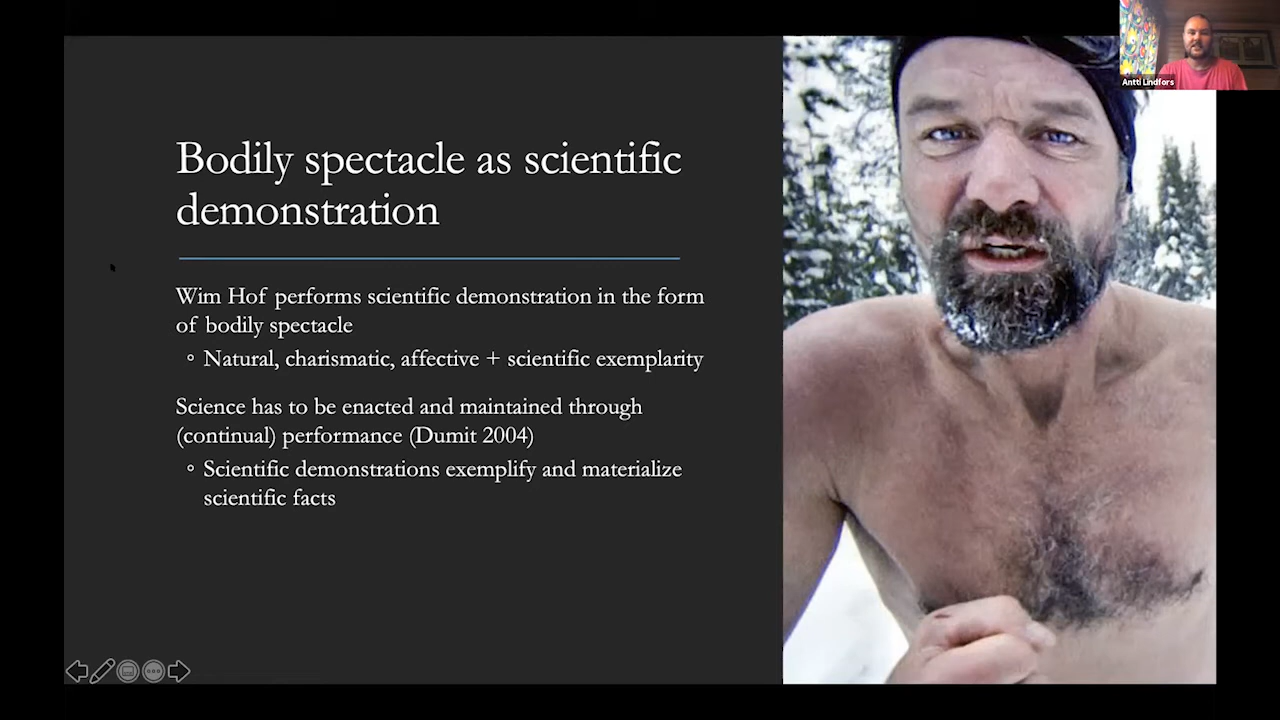 Antti Lindfors
Bodily spectacle as scientific
demonstration
Wim Hof performs scientific demonstration in the form
of bodily spectacle
◦ Natural, charismatic, affective + scientific exemplarity
Science has to be enacted and maintained through
(continual) performance (Dumit 2004)
◦ Scientific demonstrations exemplify and materialize
scientific facts